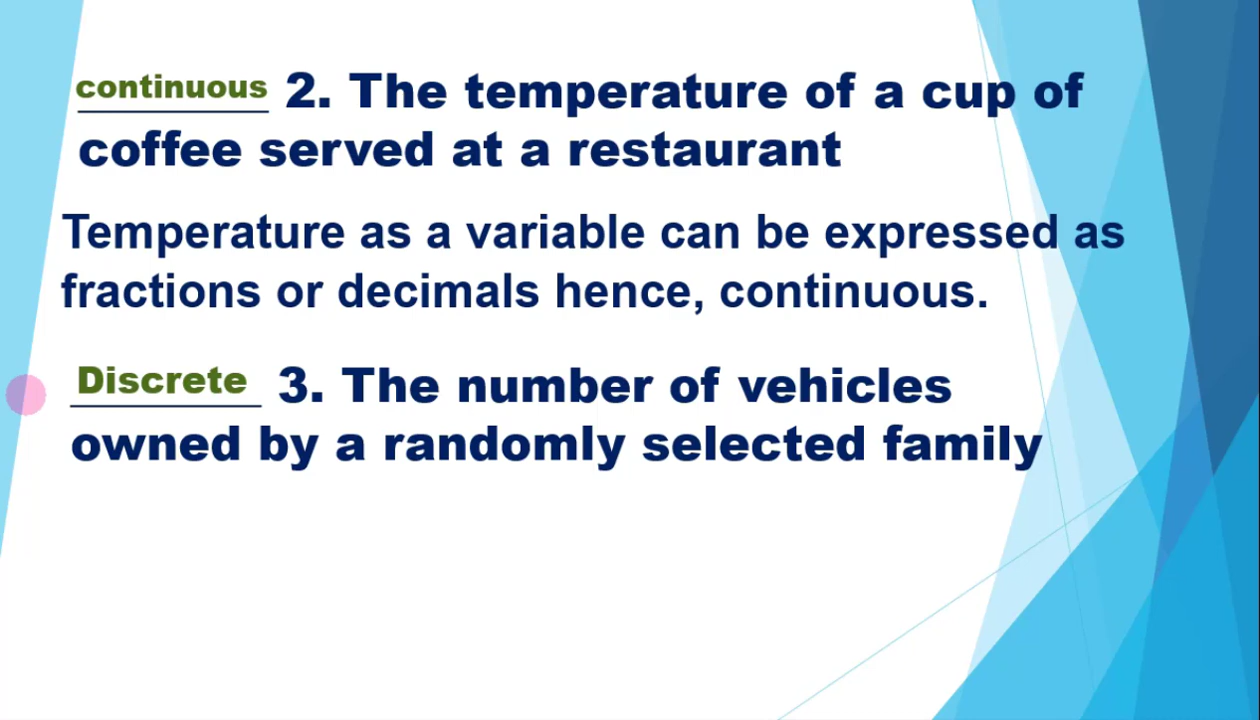 continuous 2. The temperature of a cup of
coffee served at a restaurant
Temperature as a variable can be expressed as
fractions or decimals hence, continuous.
Discrete 3. The number of vehicles
owned by a randomly selected family